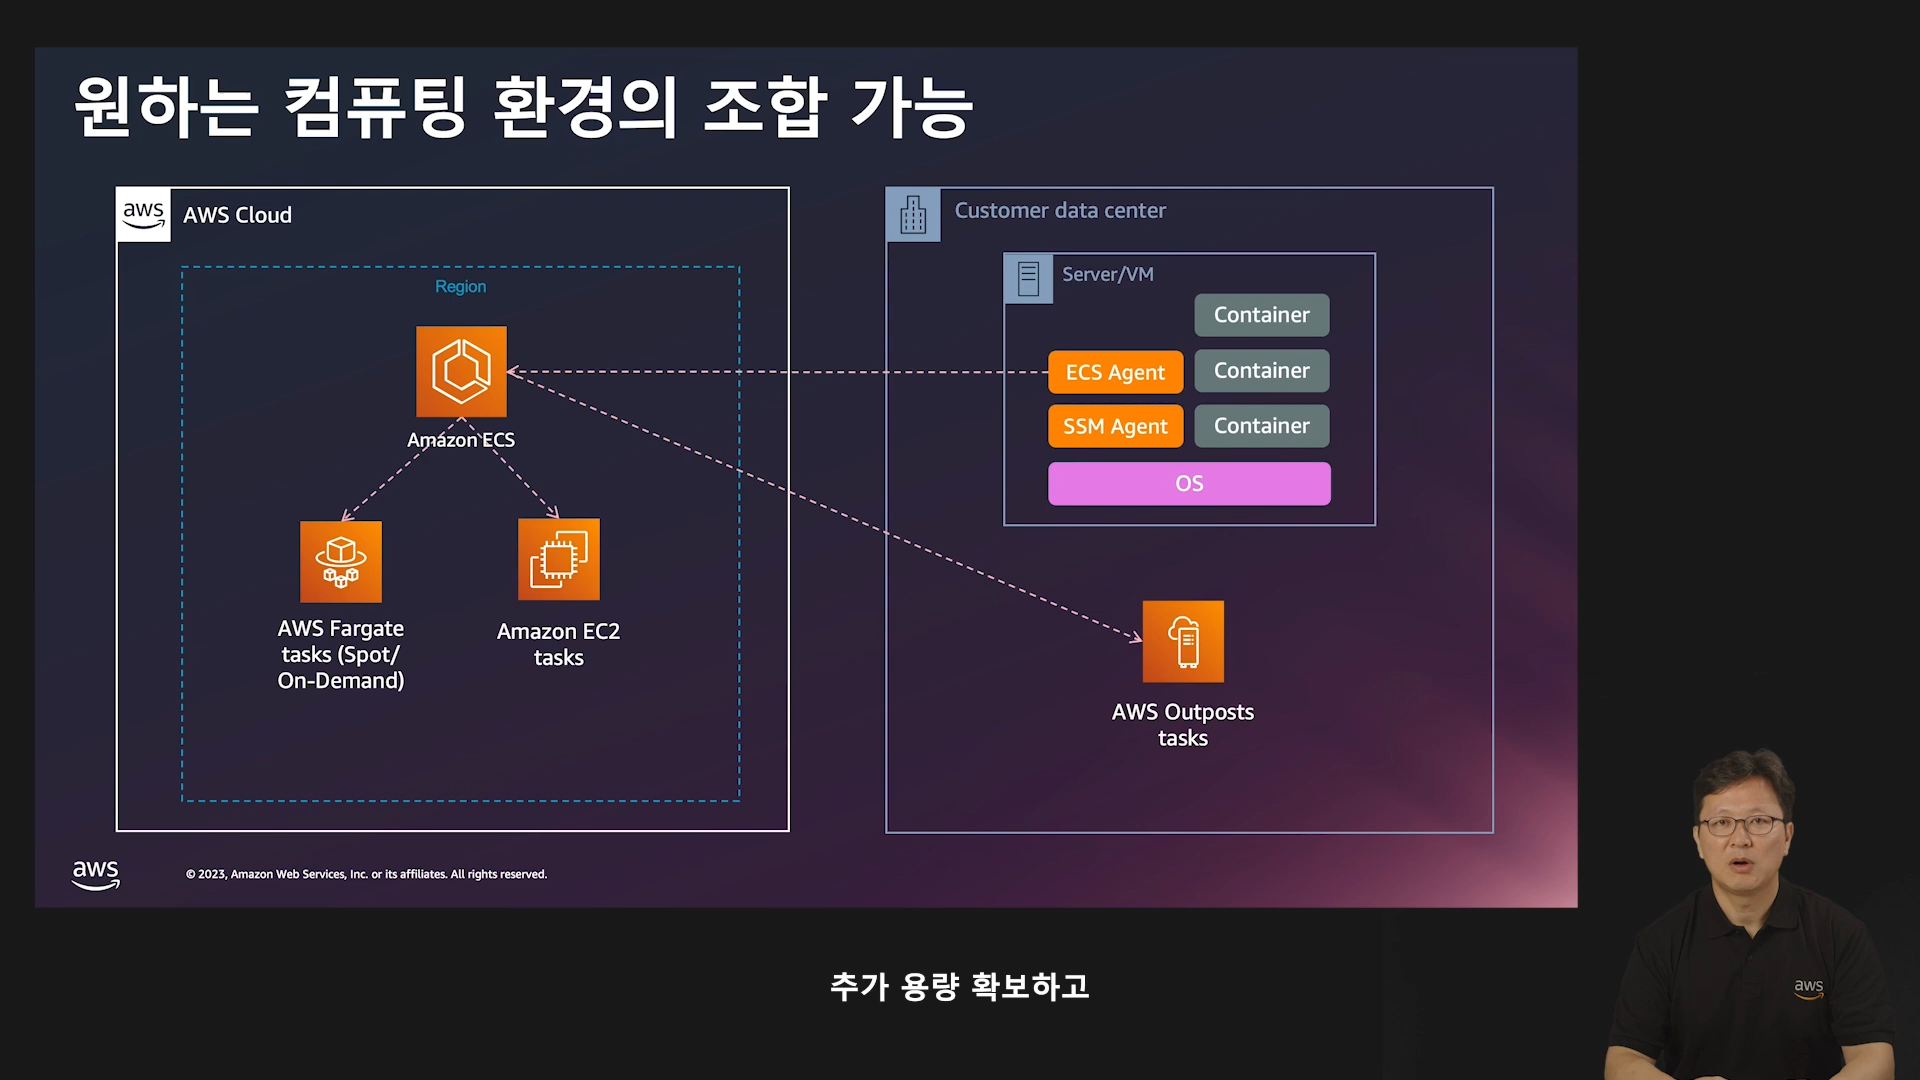 원하는 컴퓨팅 환경의 조합 가능
aws
AWS Cloud
Region
Amazon ECS
AWS Fargate
tasks (Spot/
On-Demand)
Amazon EC2
tasks
Customer data center
Server/VM
Container
ECS Agent
Container
SSM Agent
Container
OS
AWS Outposts
tasks
aws
© 2023, Amazon Web Services, Inc. or its affiliates. All rights reserved.
aws
추가 용량 확보하고